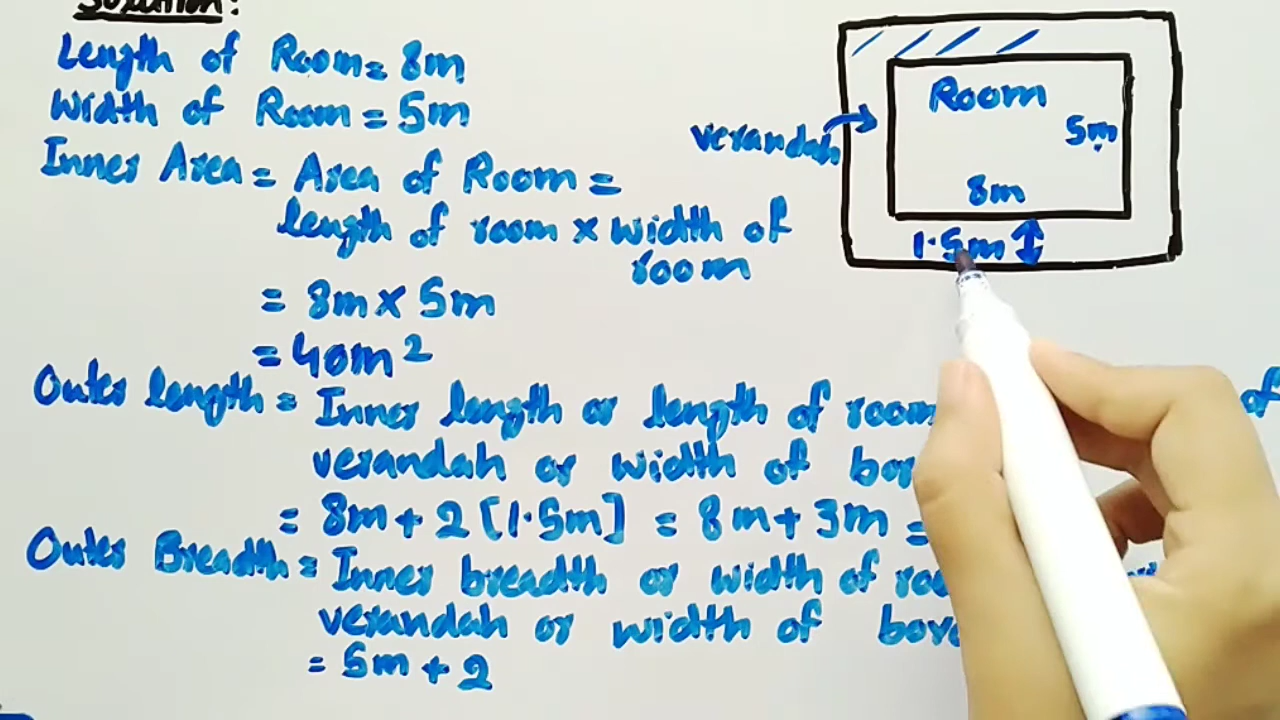 Solution:
Length of Room = 8m
Width of Room = 5m
Inner Area = Area of Room =
length of room × width of
room
= 8m × 5m
= 40m²
Outer length = Inner length or length of room of
verandah or width of
= 8m + 2 [1.5m] = 8m + 3m =
Outer Breadth = Inner breadth or width of
verandah or width of
= 5m + 2
Room
verandah
5m
8m
1.5m